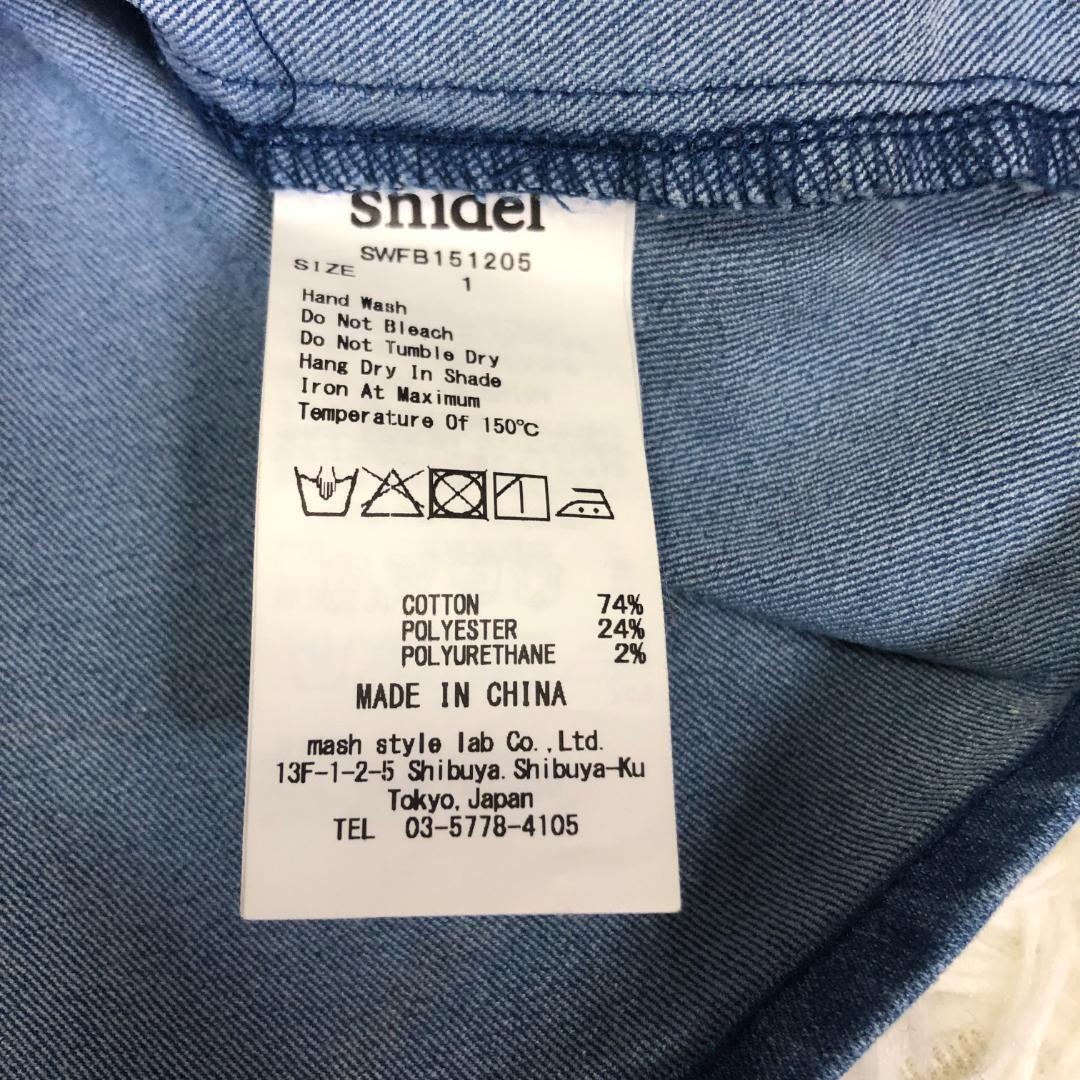 snidel
SWFB151205
SIZE
1
Hand Wash
Do Not Bleach
Do Not Tumble Dry
Hang Dry In Shade
Iron At Maximum
Temperature Of 150℃
COTTON 74%
POLYESTER 24%
POLYURETHANE 2%
MADE IN CHINA
mash style lab Co.,Ltd.
13F-1-2-5 Shibuya.Shibuya-Ku
Tokyo,Japan
TEL 03-5778-4105